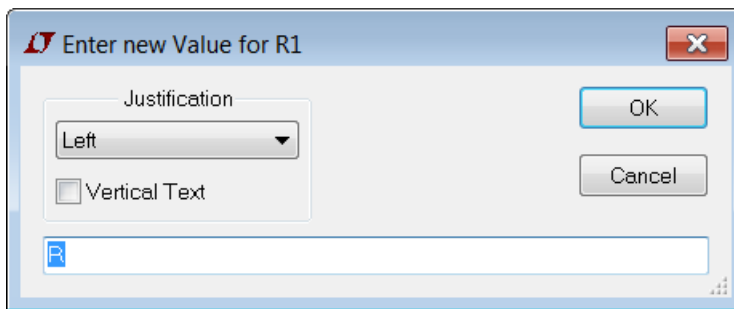 Enter new Value for R1
Justification
Left
Vertical Text
OK
Cancel
R